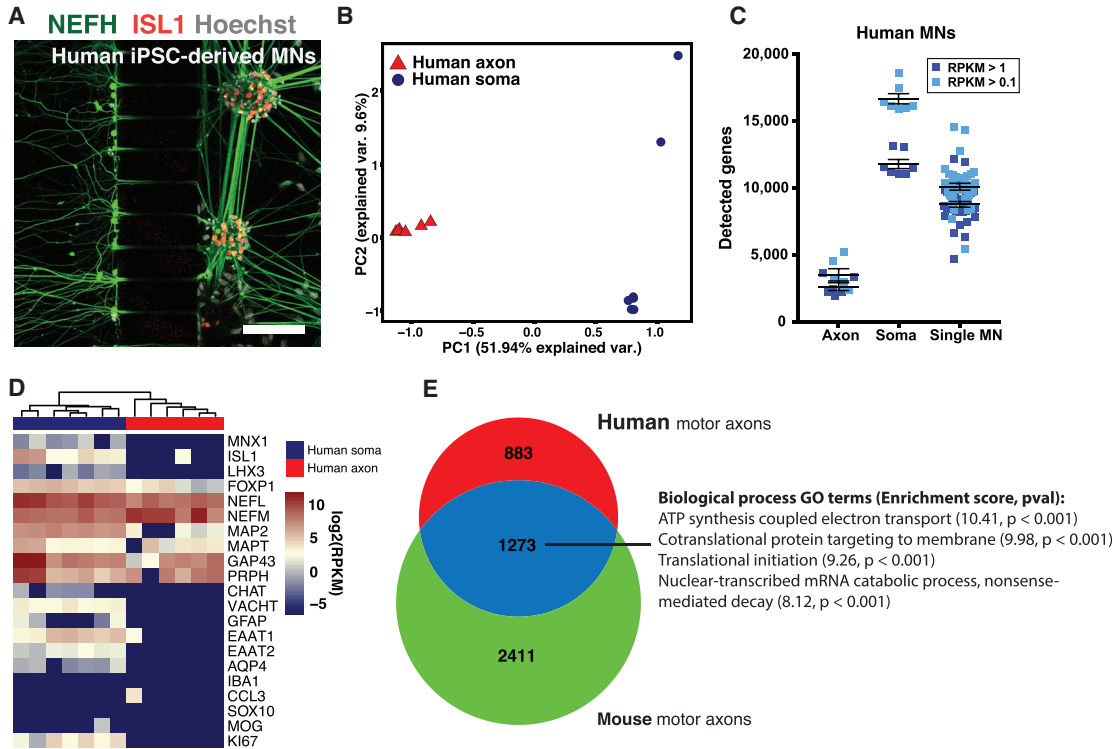 A
NEFH ISL1 Hoechst
Human iPSC-derived MNs
B
Human axon
Human soma
PC2 (explained var. 9.6%)
2
1
0
−1
−1.0
−0.5
0.0
0.5
1.0
PC1 (51.94% explained var.)
C
Human MNs
RPKM > 1
RPKM > 0.1
Detected genes
20,000
15,000
10,000
5,000
0
Axon
Soma
Single MN
D
MNX1
ISL1
LHX3
FOXP1
NEFL
NEFM
MAP2
MAPT
GAP43
PRPH
CHAT
VACHT
GFAP
EAAT1
EAAT2
AQP4
IBA1
CCL3
SOX10
MOG
KI67
Human soma
Human axon
10
5
0
−5
log2(RPKM)
E
Human motor axons
883
1273
2411
Mouse motor axons
Biological process GO terms (Enrichment score, pval):
ATP synthesis coupled electron transport (10.41, p < 0.001)
Cotranslational protein targeting to membrane (9.98, p < 0.001)
Translational initiation (9.26, p < 0.001)
Nuclear-transcribed mRNA catabolic process, nonsense-
mediated decay (8.12, p < 0.001)